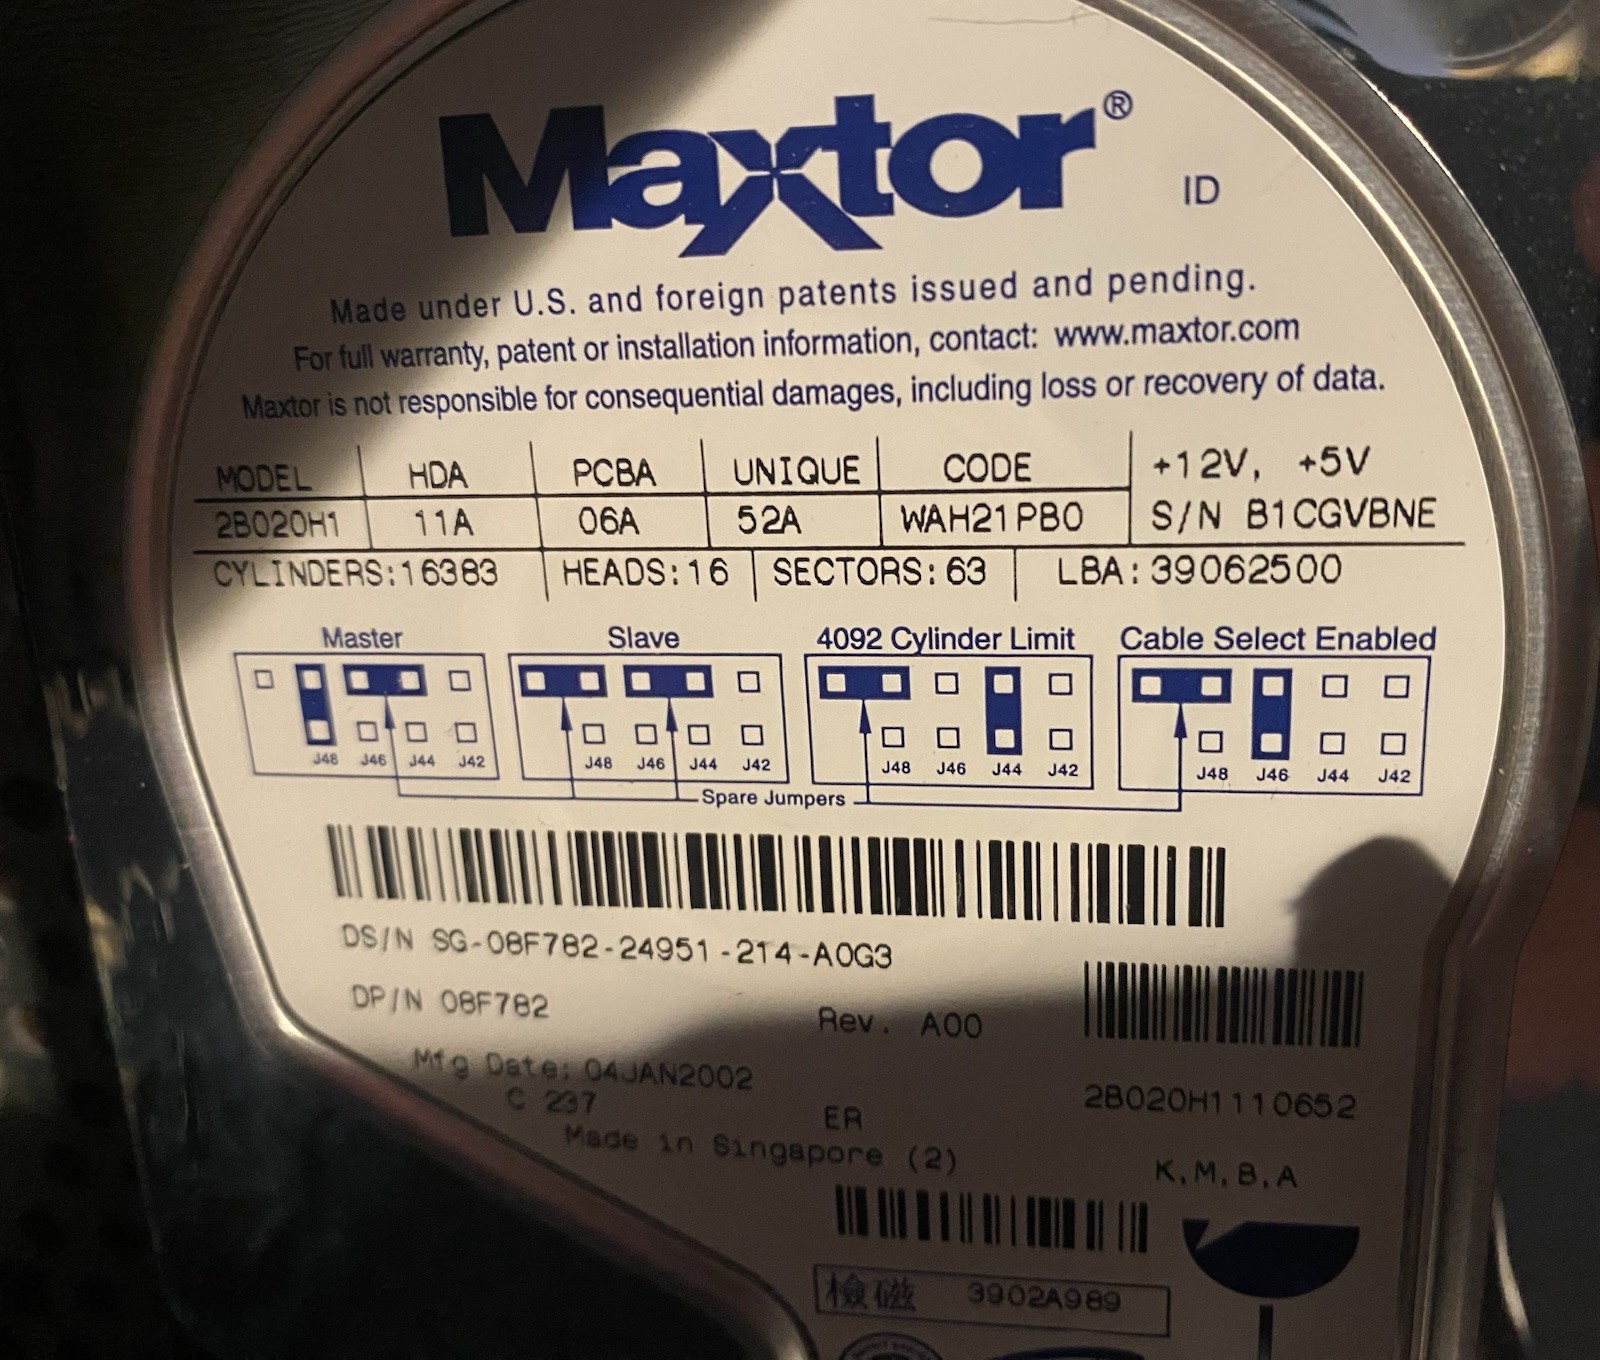 Maxtor®
ID
Made under U.S. and foreign patents issued and pending.
For full warranty, patent or installation information, contact: www.maxtor.com
Maxtor is not responsible for consequential damages, including loss or recovery of data.
MODEL HDA PCBA UNIQUE CODE +12V, +5V
2B020H1 11A 06A 52A WAH21PB0 S/N B1CGVBNE
CYLINDERS:16383 HEADS:16 SECTORS:63 LBA:39062500
Master Slave 4092 Cylinder Limit Cable Select Enabled
J48 J46 J44 J42 J48 J46 J44 J42 J48 J46 J44 J42 J48 J46 J44 J42
Spare Jumpers
DS/N SG-08F782-24951-214-A0G3
DP/N 08F782
Rev. A00
Mfg Date: 04JAN2002
2B020H1110652
C 237
ER
Made in Singapore (2)
K,M,B,A
檢磁 3902A989